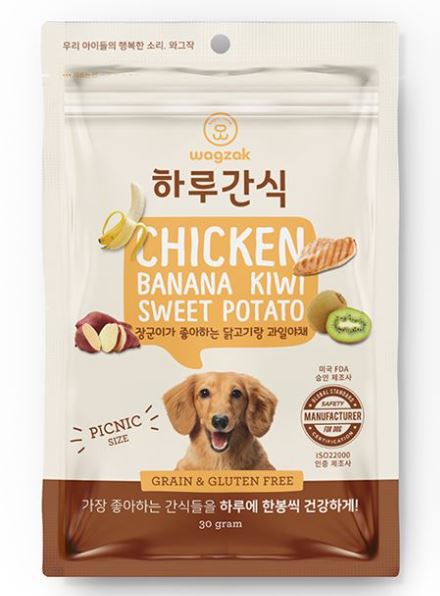 우리 아이들의 행복한 소리, 와그작
wagzak
하루간식
CHICKEN
BANANA KIWI
SWEET POTATO
장군이가 좋아하는 닭고기랑 과일야채
미국 FDA
승인 제조사
GLOBAL STANDARD
SAFETY
MANUFACTURER
FOR DOG
CERTIFICATION
ISO22000
인증 제조사
PICNIC
SIZE
GRAIN & GLUTEN FREE
가장 좋아하는 간식들을 하루에 한봉씩 건강하게!
30 gram